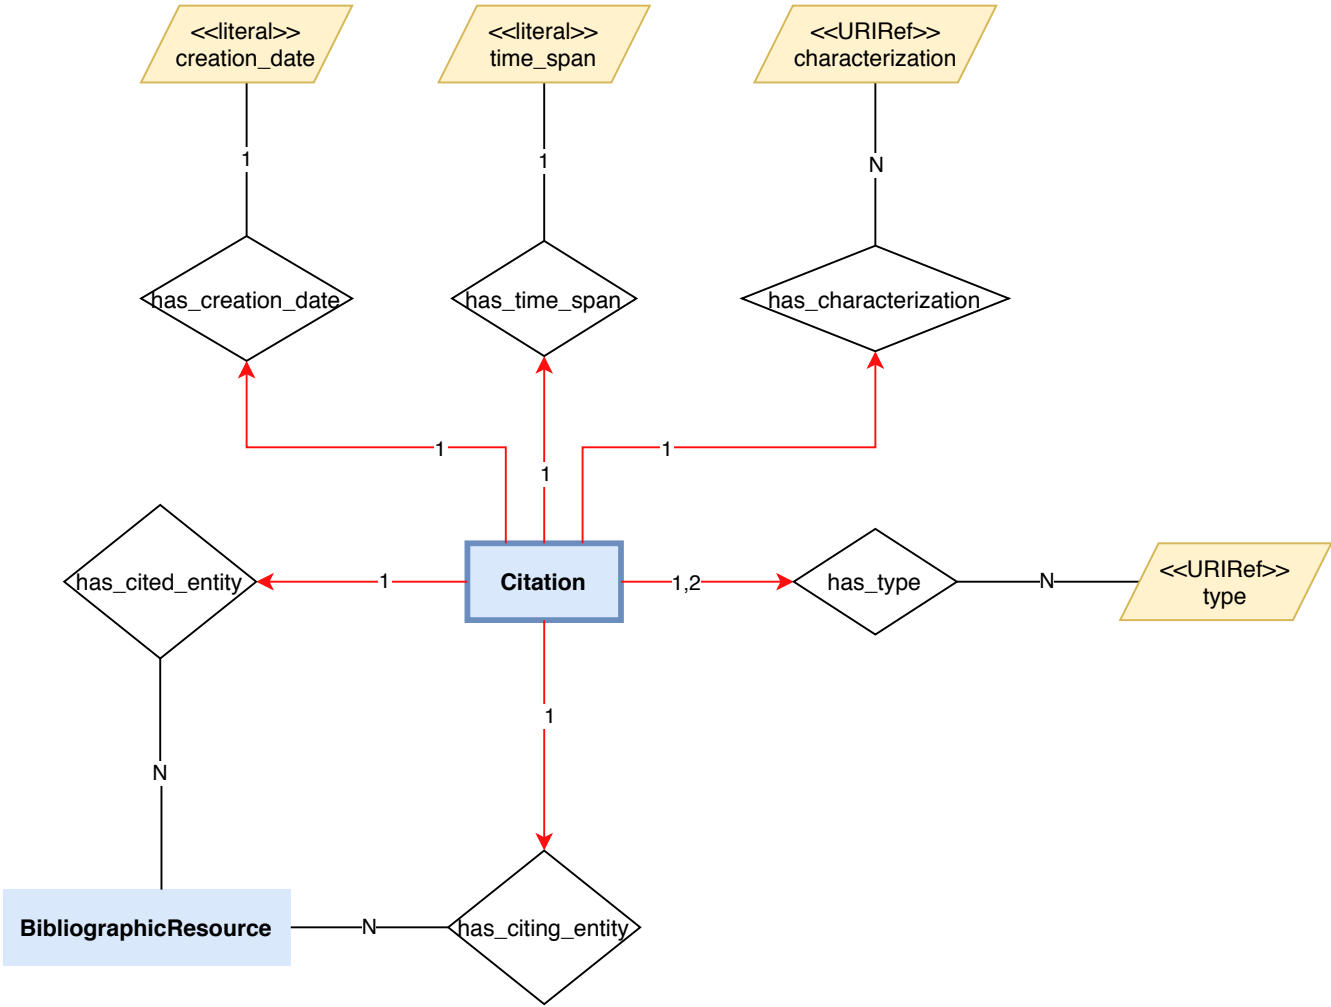 <<literal>>
creation_date
<<literal>>
time_span
<<URIRef>>
characterization
1
1
N
has_creation_date
has_time_span
has_characterization
1
1
1
has_cited_entity
1
Citation
1,2
has_type
N
<<URIRef>>
type
1
N
BibliographicResource
N
has_citing_entity